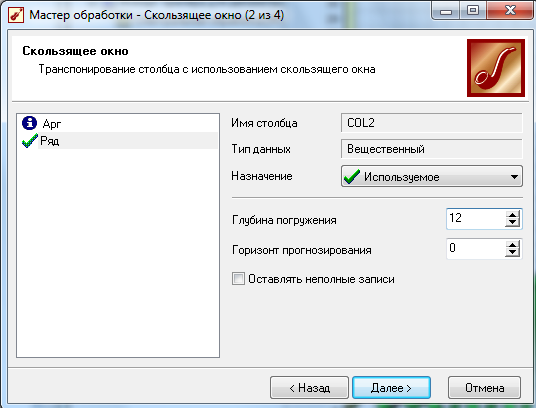 Мастер обработки - Скользящее окно (2 из 4)
Скользящее окно
Транспонирование столбца с использованием скользящего окна
Арг
Ряд
Имя столбца COL2
Тип данных Вещественный
Назначение Используемое
Глубина погружения 12
Горизонт прогнозирования 0
Оставлять неполные записи
< Назад Далее > Отмена